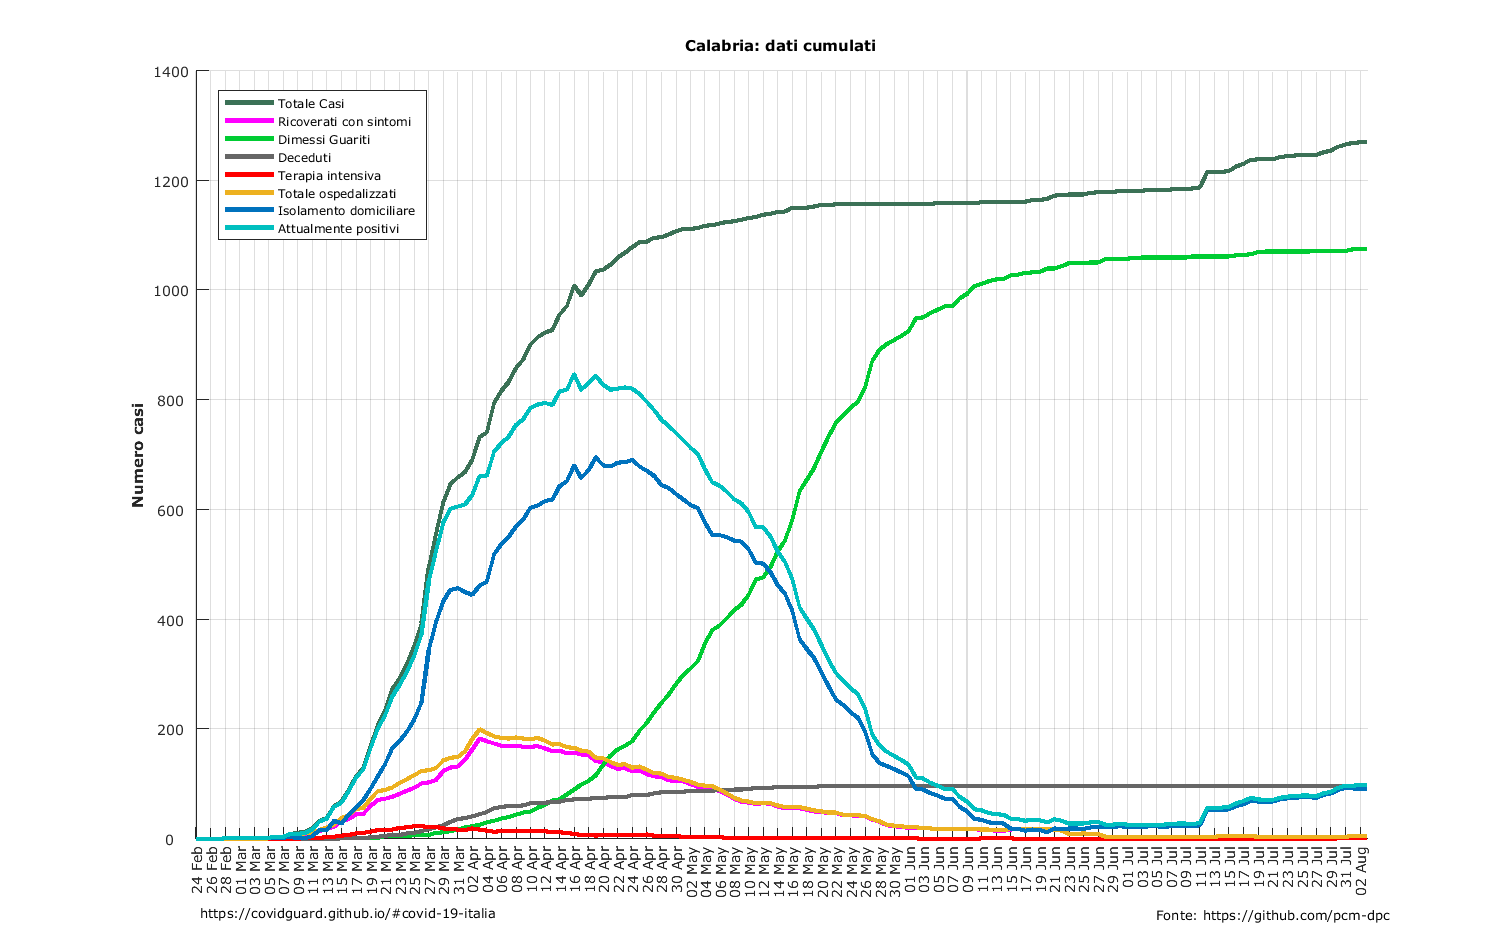 Calabria: dati cumulati
1400
1200
1000
800
600
400
200
0
Numero casi
Totale Casi
Ricoverati con sintomi
Dimessi Guariti
Deceduti
Terapia intensiva
Totale ospedalizzati
Isolamento domiciliare
Attualmente positivi
24 Feb
26 Feb
28 Feb
01 Mar
03 Mar
05 Mar
07 Mar
09 Mar
11 Mar
13 Mar
15 Mar
17 Mar
19 Mar
21 Mar
23 Mar
25 Mar
27 Mar
29 Mar
31 Mar
02 Apr
04 Apr
06 Apr
08 Apr
10 Apr
12 Apr
14 Apr
16 Apr
18 Apr
20 Apr
22 Apr
24 Apr
26 Apr
28 Apr
30 Apr
02 May
04 May
06 May
08 May
10 May
12 May
14 May
16 May
18 May
20 May
22 May
24 May
26 May
28 May
30 May
01 Jun
03 Jun
05 Jun
07 Jun
09 Jun
11 Jun
13 Jun
15 Jun
17 Jun
19 Jun
21 Jun
23 Jun
25 Jun
27 Jun
29 Jun
01 Jul
03 Jul
05 Jul
07 Jul
09 Jul
11 Jul
13 Jul
15 Jul
17 Jul
19 Jul
21 Jul
23 Jul
25 Jul
27 Jul
29 Jul
31 Jul
02 Aug
https://covidguard.github.io/#covid-19-italia
Fonte: https://github.com/pcm-dpc